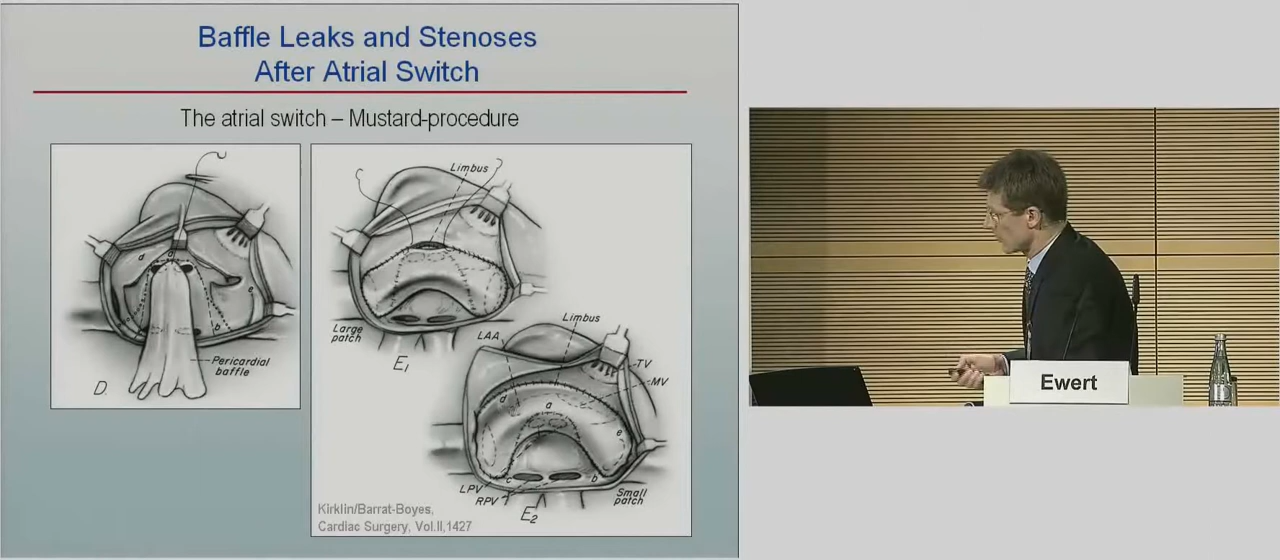 Baffle Leaks and Stenoses
After Atrial Switch
The atrial switch – Mustard-procedure
d
a
e
b
Pericardial
baffle
D.
Limbus
Large
patch
E1
Limbus
LAA
TV
MV
d
a
e
c
b
LPV
RPV
Small
patch
E2
Kirklin/Barrat-Boyes,
Cardiac Surgery, Vol.II,1427
Ewert